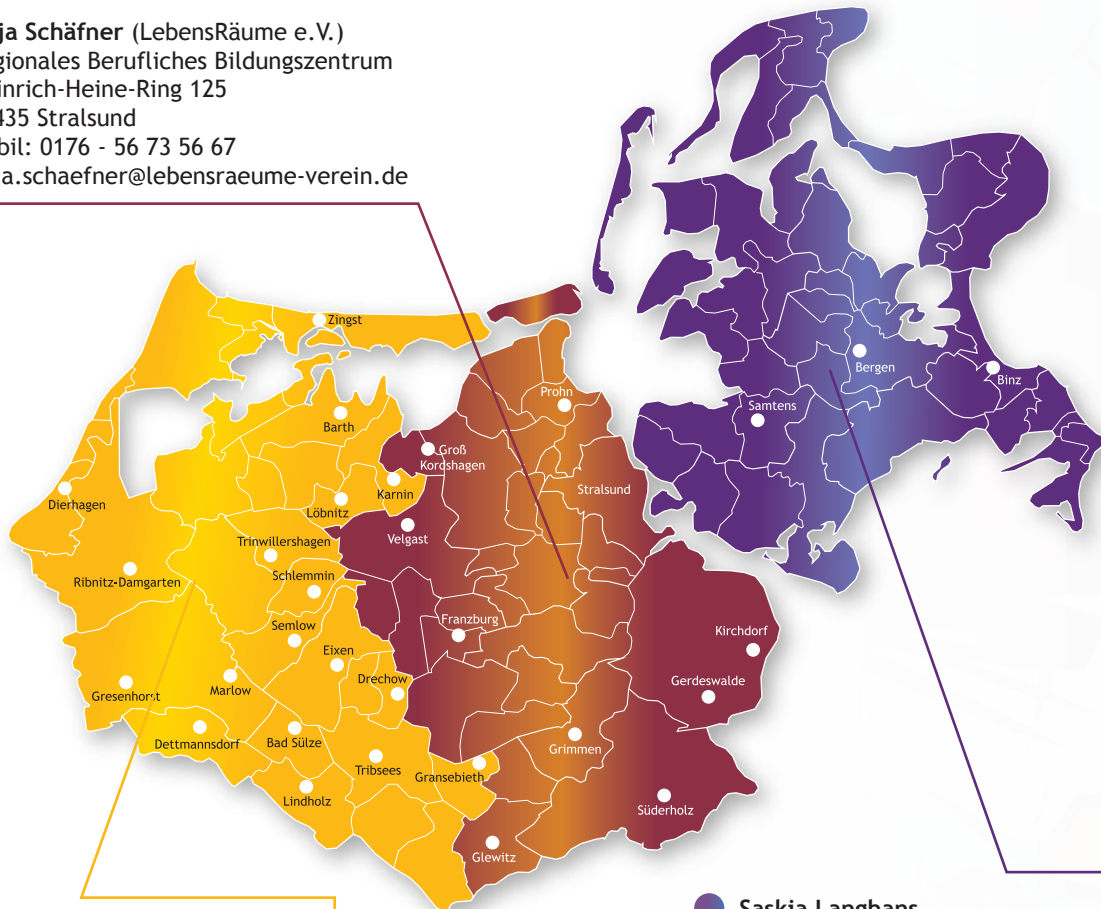 ja Schäfner (LebensRäume e.V.)
gionales Berufliches Bildungszentrum
inrich-Heine-Ring 125
435 Stralsund
bil: 0176 - 56 73 56 67
a.schaefner@lebensraeume-verein.de
Zingst
Prohn
Bergen
Binz
Samtens
Barth
Groß
Kordshagen
Karnin
Stralsund
Dierhagen
Löbnitz
Velgast
Trinwillershagen
Ribnitz-Damgarten
Schlemmin
Franzburg
Semlow
Kirchdorf
Eixen
Drechow
Gerdeswalde
Gresenhorst
Marlow
Dettmannsdorf
Bad Sülze
Grimmen
Tribsees
Gransebieth
Lindholz
Süderholz
Glewitz
Saskia Langhans